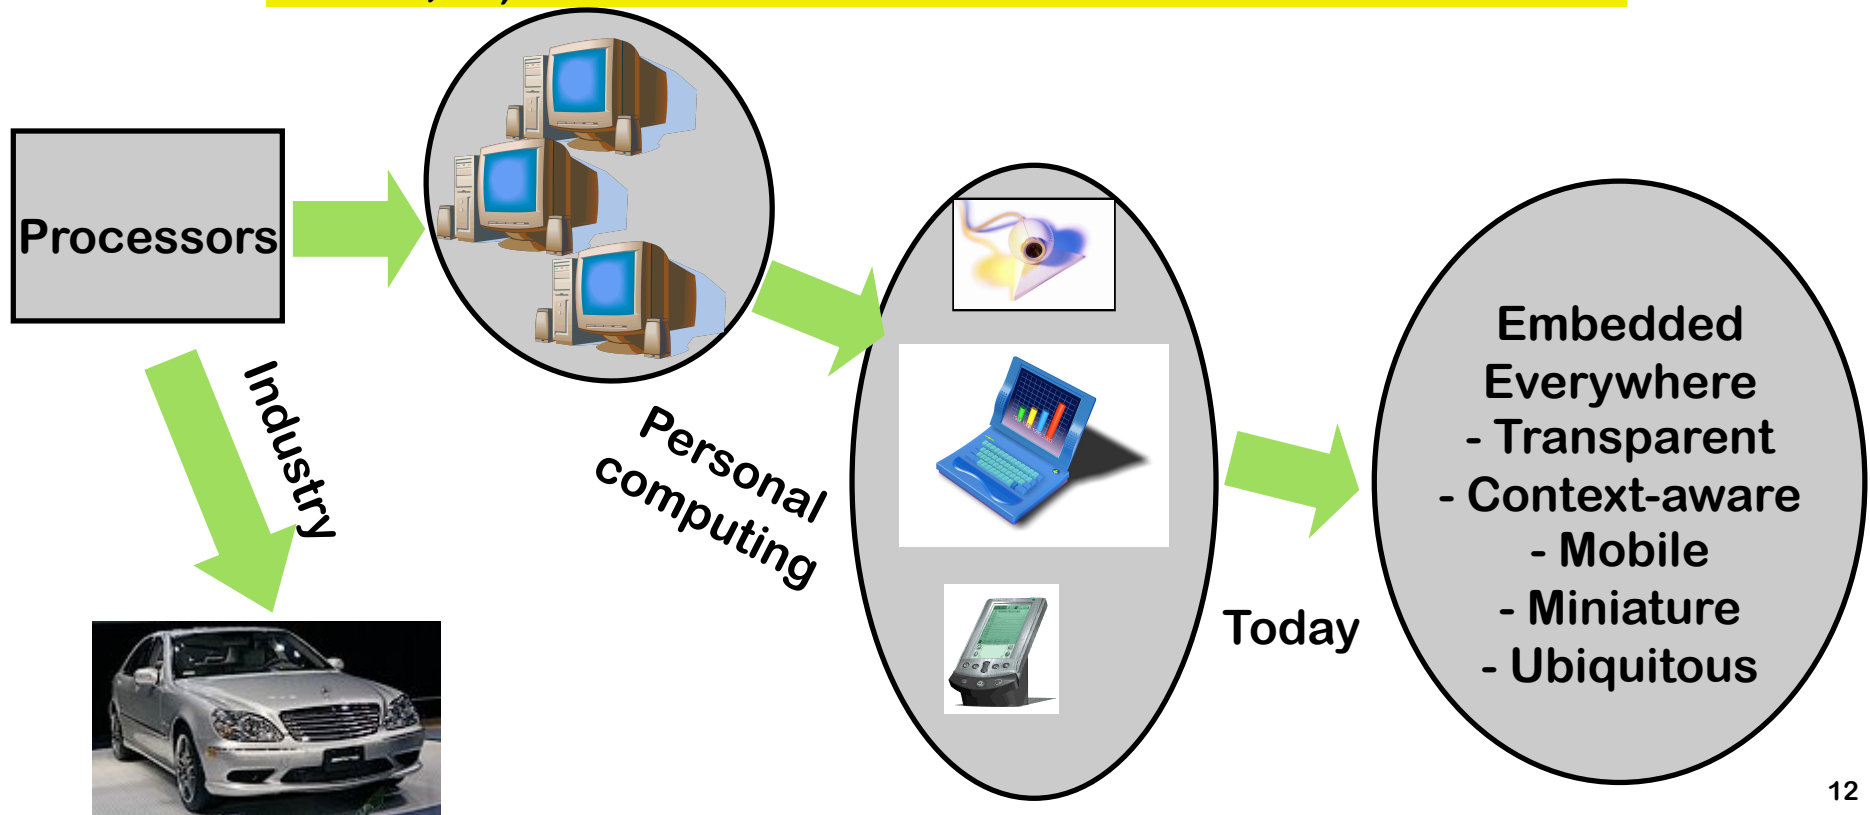 Processors
Industry
Personal
computing
Today
Embedded
Everywhere
- Transparent
- Context-aware
- Mobile
- Miniature
- Ubiquitous
12